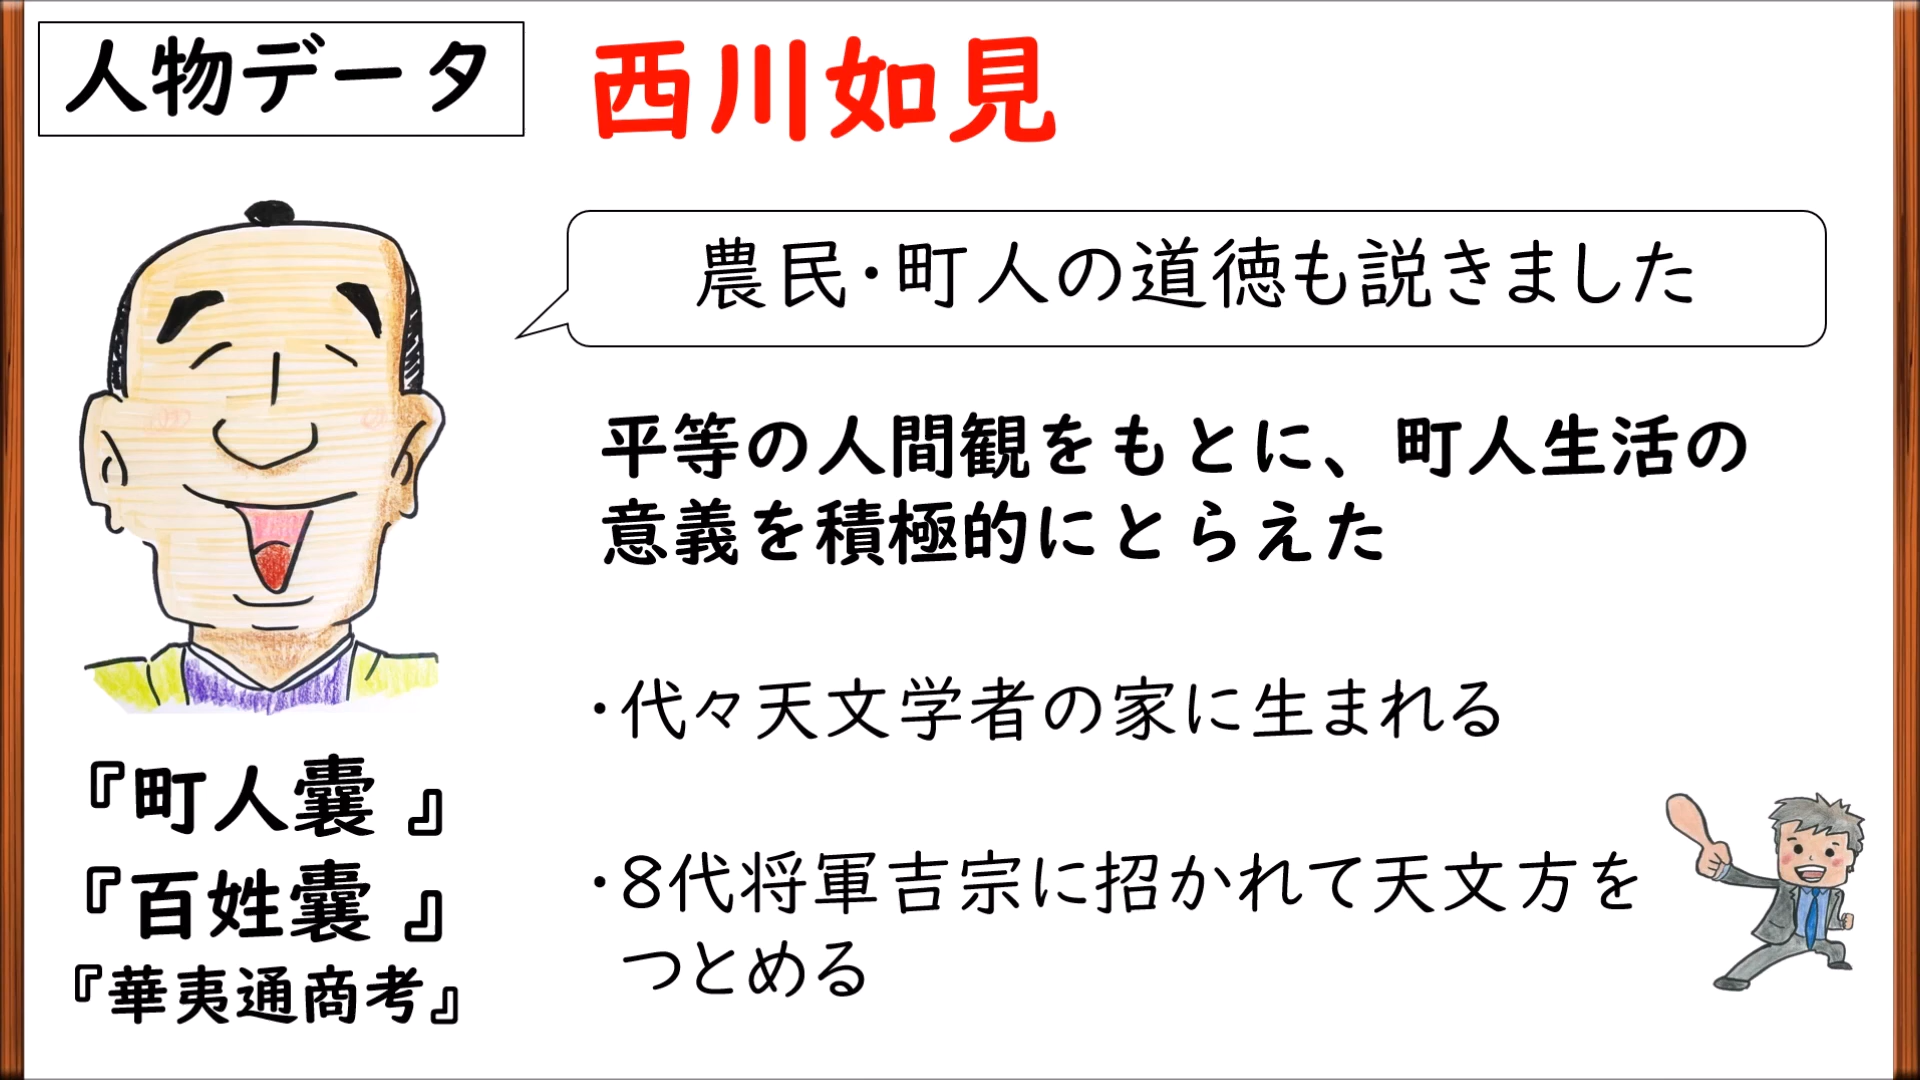 人物データ
西川如見
農民・町人の道徳も説きました
平等の人間観をもとに、町人生活の
意義を積極的にとらえた
・代々天文学者の家に生まれる
・8代将軍吉宗に招かれて天文方を
つとめる
『町人嚢 』
『百姓嚢 』
『華夷通商考』